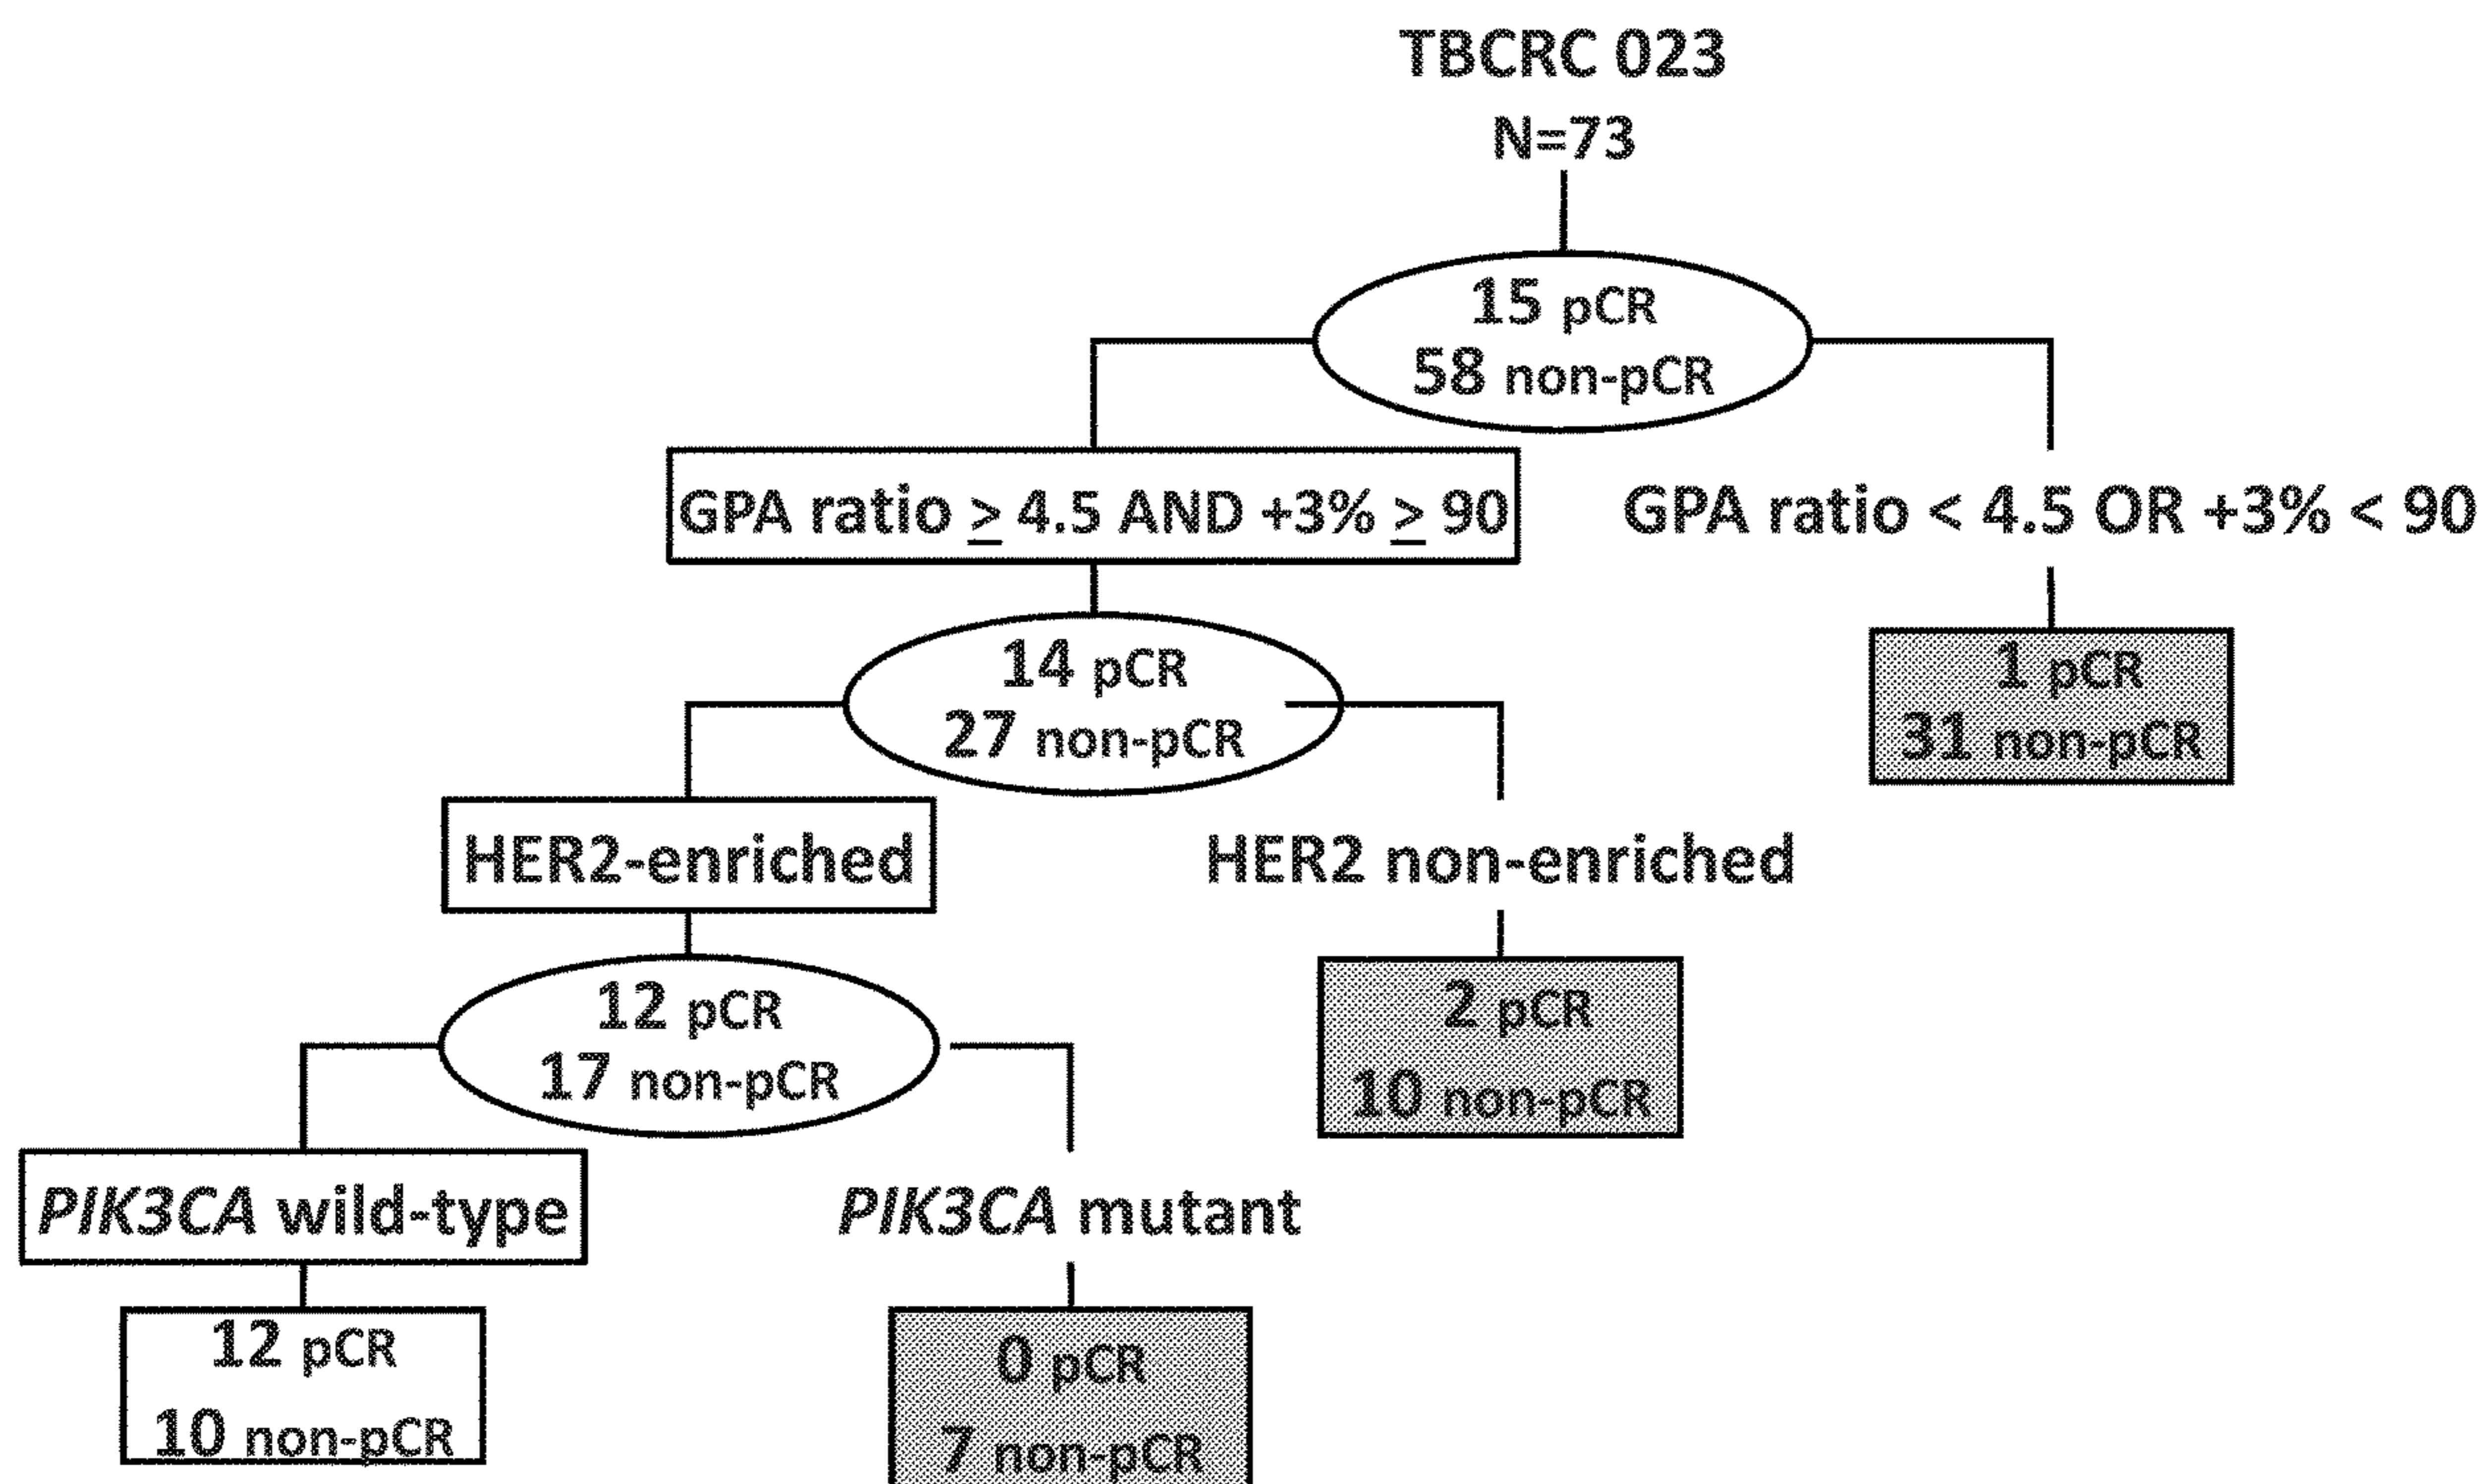 TBCRC 023
N=73
15 pCR
58 non-pCR
GPA ratio ≥ 4.5 AND +3% ≥ 90
GPA ratio < 4.5 OR +3% < 90
14 pCR
27 non-pCR
1 pCR
31 non-pCR
HER2-enriched
HER2 non-enriched
12 pCR
17 non-pCR
2 pCR
10 non-pCR
PIK3CA wild-type
PIK3CA mutant
12 pCR
10 non-pCR
0 pCR
7 non-pCR